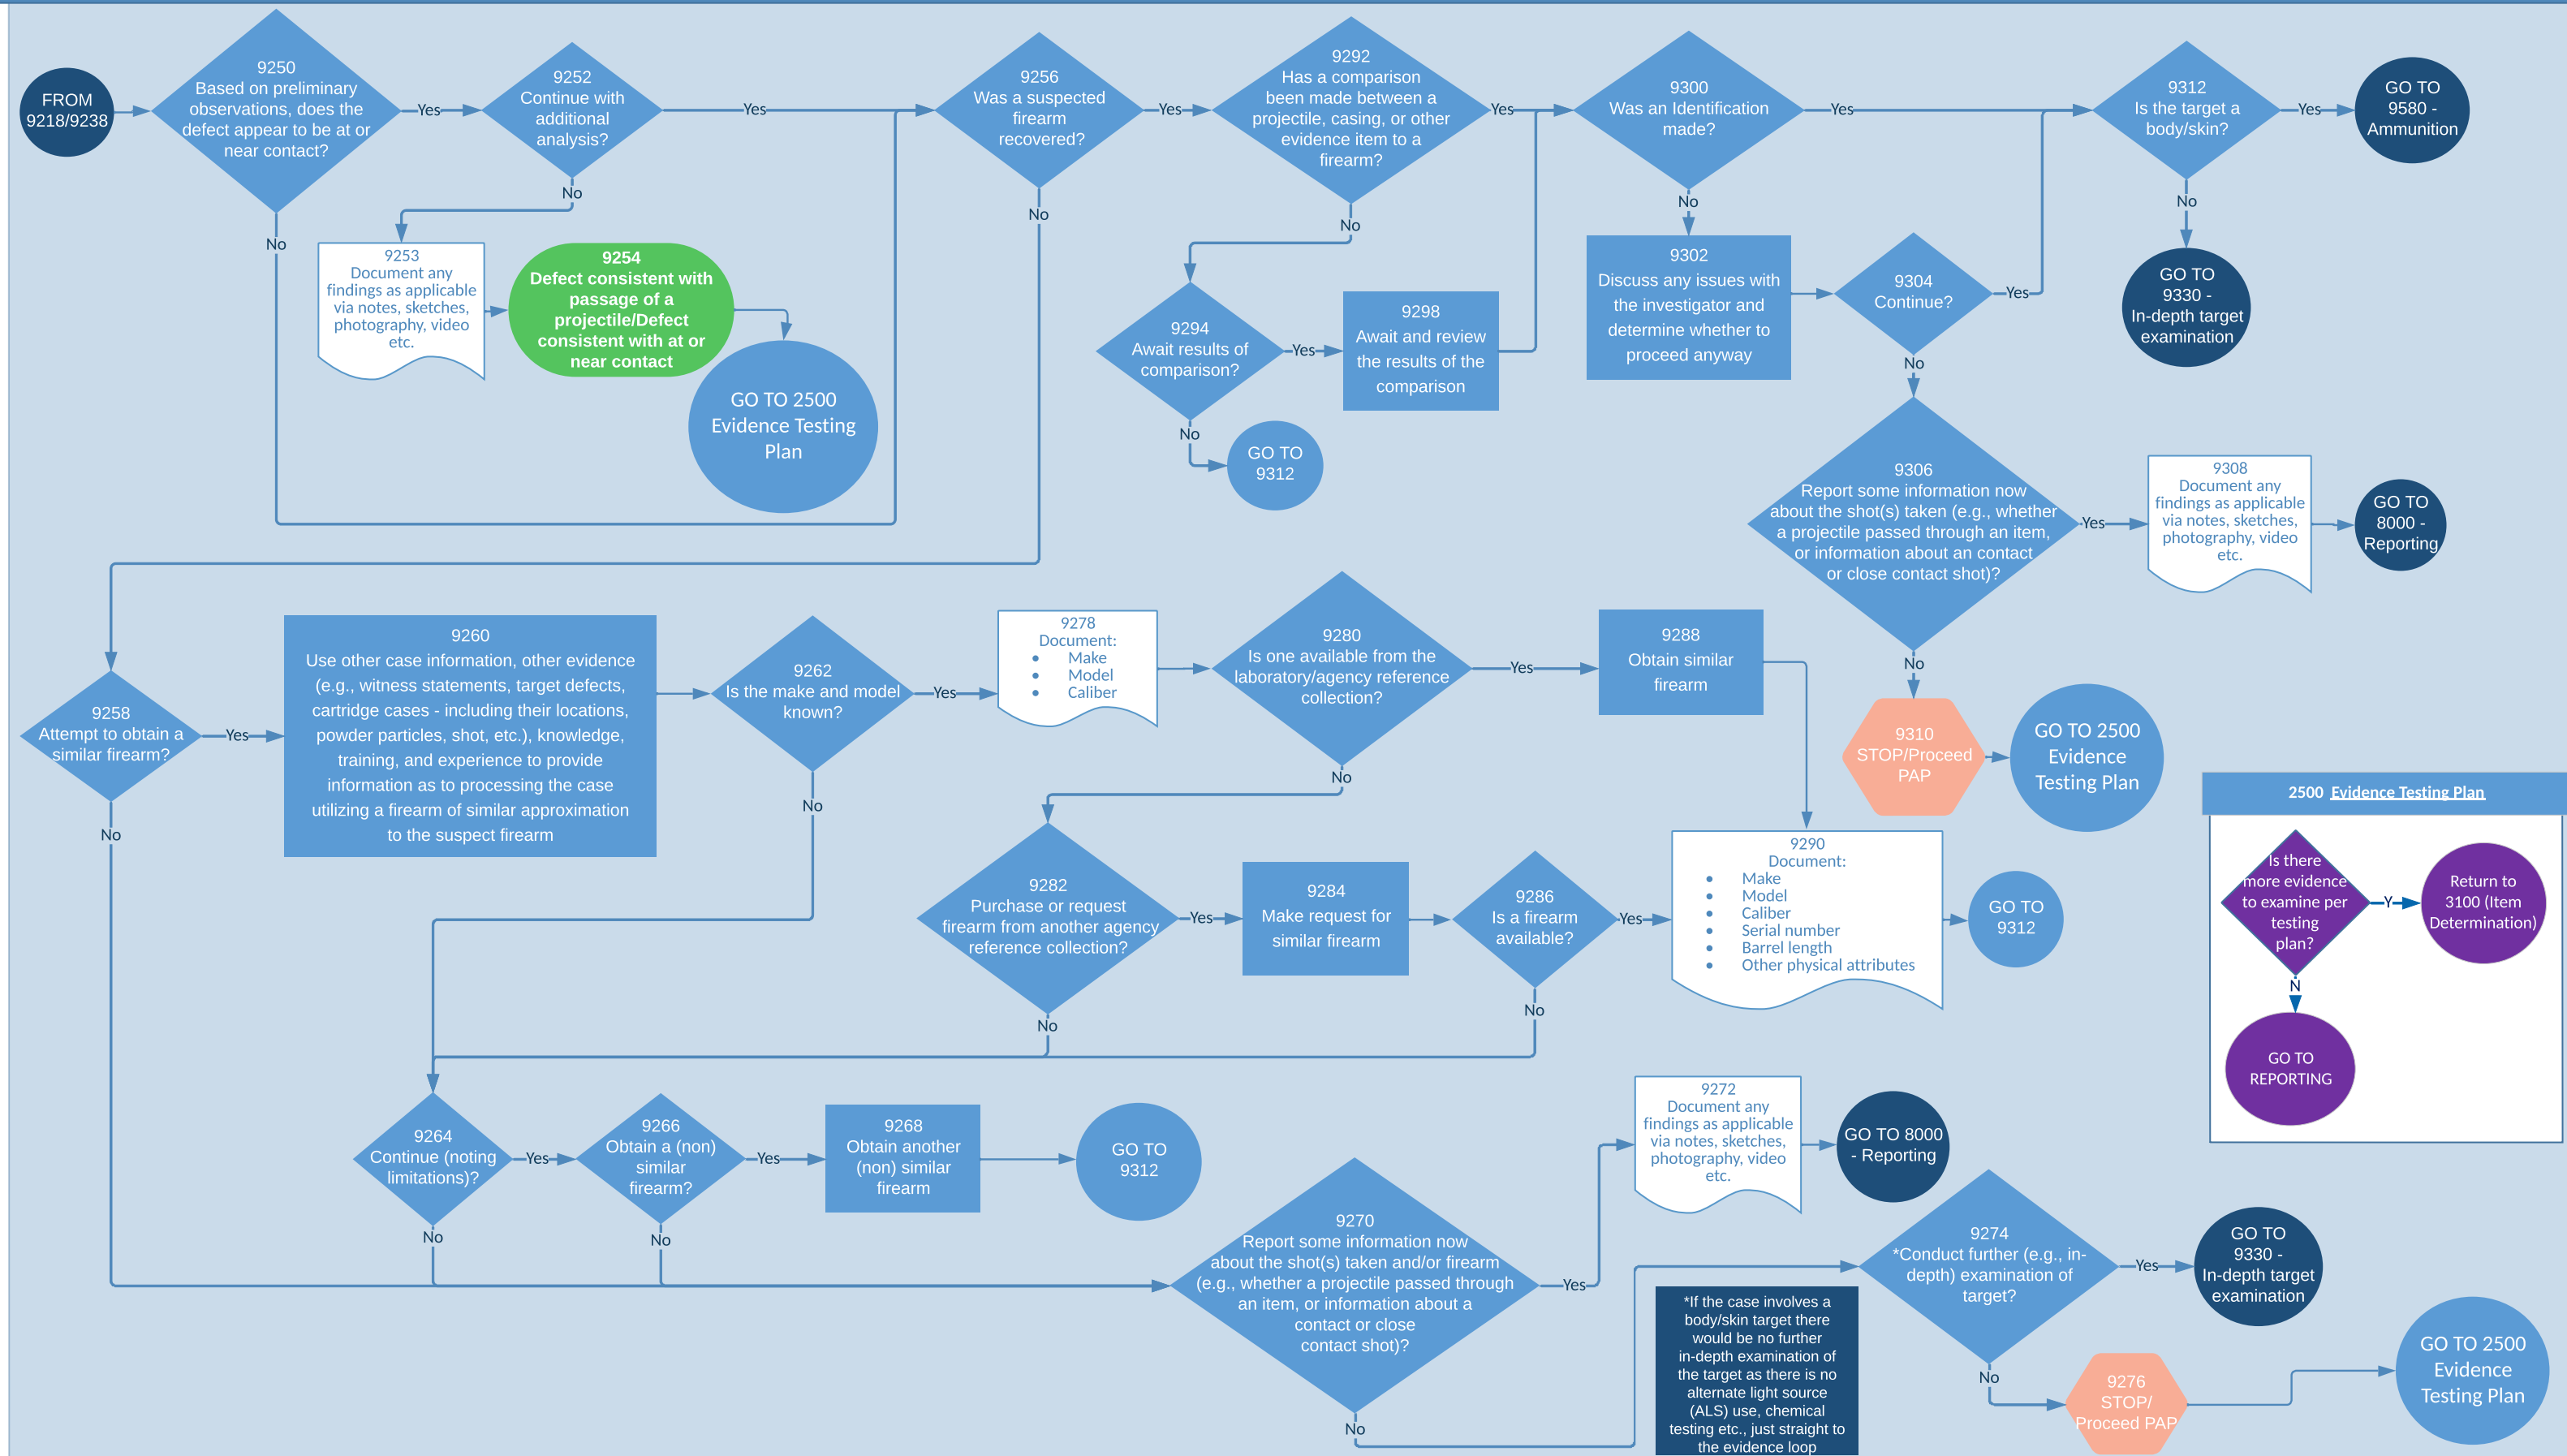 FROM
9218/9238
9250
Based on preliminary
observations, does the
defect appear to be at or
near contact?
Yes
No
9252
Continue with
additional
analysis?
Yes
No
9253
Document any
findings as applicable
via notes, sketches,
photography, video
etc.
9254
Defect consistent with
passage of a
projectile/Defect
consistent with at or
near contact
GO TO 2500
Evidence Testing
Plan
9256
Was a suspected
firearm
recovered?
Yes
No
9292
Has a comparison
been made between a
projectile, casing, or other
evidence item to a
firearm?
Yes
No
9294
Await results of
comparison?
Yes
No
9298
Await and review
the results of the
comparison
GO TO
9312
9300
Was an Identification
made?
Yes
No
9302
Discuss any issues with
the investigator and
determine whether to
proceed anyway
9304
Continue?
Yes
No
9312
Is the target a
body/skin?
Yes
No
GO TO
9580 -
Ammunition
GO TO
9330 -
In-depth target
examination
9306
Report some information now
about the shot(s) taken (e.g., whether
a projectile passed through an item,
or information about an contact
or close contact shot)?
Yes
No
9308
Document any
findings as applicable
via notes, sketches,
photography, video
etc.
GO TO
8000 -
Reporting
9310
STOP/Proceed
PAP
GO TO 2500
Evidence
Testing Plan
9258
Attempt to obtain a
similar firearm?
Yes
No
9260
Use other case information, other evidence
(e.g., witness statements, target defects,
cartridge cases - including their locations,
powder particles, shot, etc.), knowledge,
training, and experience to provide
information as to processing the case
utilizing a firearm of similar approximation
to the suspect firearm
9262
Is the make and model
known?
Yes
No
9278
Document:
• Make
• Model
• Caliber
9280
Is one available from the
laboratory/agency reference
collection?
Yes
No
9288
Obtain similar
firearm
9282
Purchase or request
firearm from another agency
reference collection?
Yes
No
9284
Make request for
similar firearm
9286
Is a firearm
available?
Yes
No
9290
Document:
• Make
• Model
• Caliber
• Serial number
• Barrel length
• Other physical attributes
GO TO
9312
2500 Evidence Testing Plan
Is there
more evidence
to examine per
testing
plan?
Y
N
Return to
3100 (Item
Determination)
GO TO
REPORTING
9264
Continue (noting
limitations)?
Yes
No
9266
Obtain a (non)
similar
firearm?
Yes
No
9268
Obtain another
(non) similar
firearm
GO TO
9312
9270
Report some information now
about the shot(s) taken and/or firearm
(e.g., whether a projectile passed through
an item, or information about a
contact or close
contact shot)?
Yes
No
9272
Document any
findings as applicable
via notes, sketches,
photography, video
etc.
GO TO 8000
- Reporting
*If the case involves a
body/skin target there
would be no further
in-depth examination of
the target as there is no
alternate light source
(ALS) use, chemical
testing etc., just straight to
the evidence loop
9274
*Conduct further (e.g., in-
depth) examination of
target?
Yes
No
GO TO
9330 -
In-depth target
examination
9276
STOP/
Proceed PAP
GO TO 2500
Evidence
Testing Plan